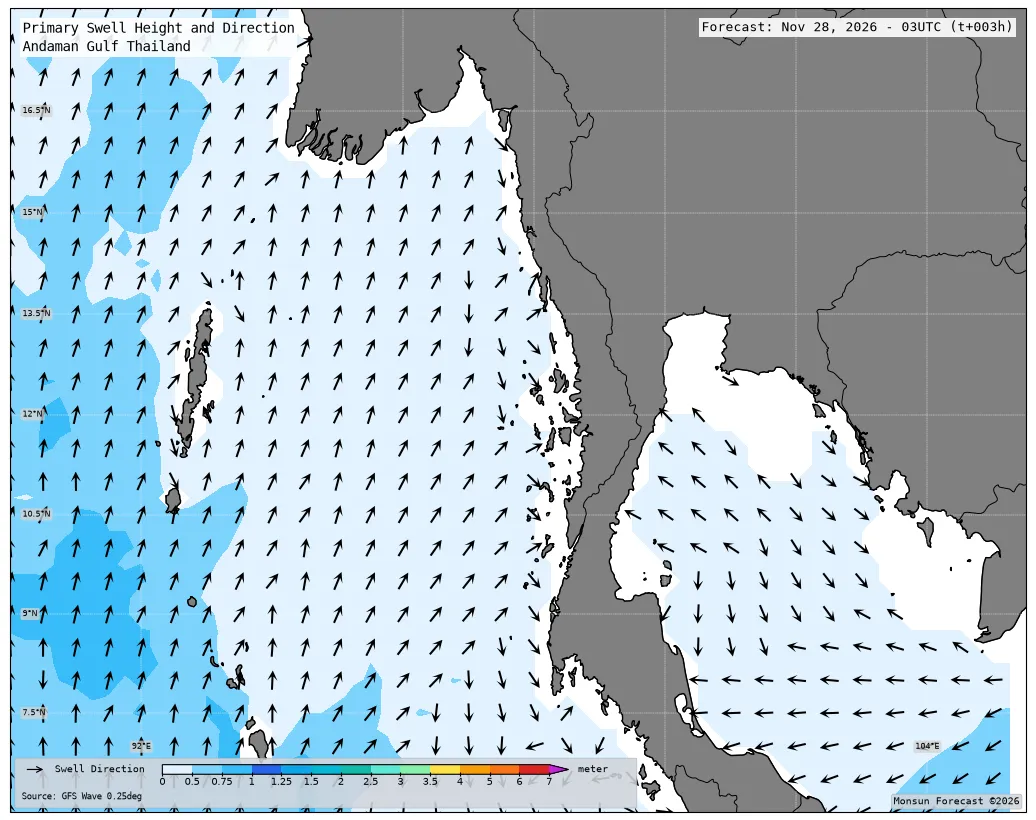 Primary Swell Height and Direction
Andaman Gulf Thailand
Forecast: Nov 28, 2026 - 03UTC (t+003h)
16.5°N
15°N
13.5°N
12°N
10.5°N
9°N
7.5°N
92°E
104°E
Swell Direction
0 0.5 0.75 1 1.25 1.5 2 2.5 3 3.5 4 5 6 7
meter
Source: GFS Wave 0.25deg
Monsun Forecast ©2026